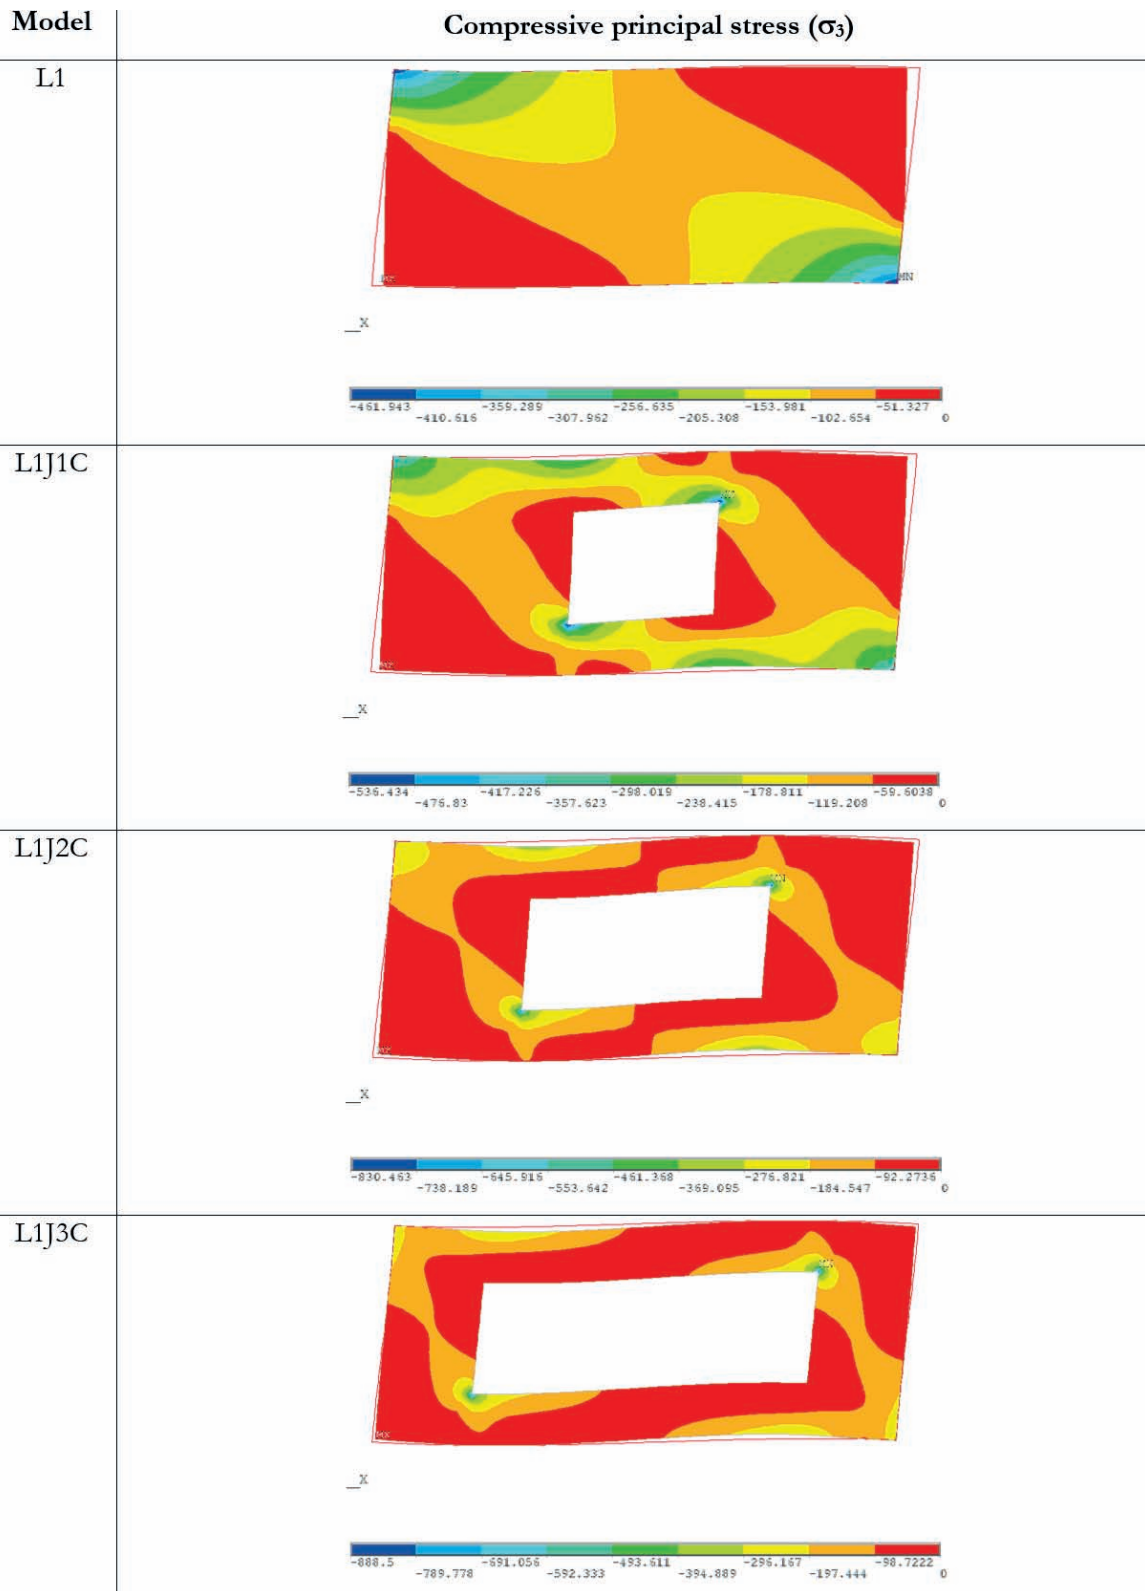 Model Compressive principal stress (σ3)
L1
MN
X
-461.943 -359.289 -256.635 -153.981 -51.327
-410.616 -307.962 -205.308 -102.654 0
L1J1C
X
-536.434 -417.226 -298.019 -178.811 -59.6038
-476.83 -357.623 -238.415 -119.208 0
L1J2C
MN
X
-830.463 -645.916 -461.368 -276.821 -92.2736
-738.189 -553.642 -369.095 -184.547 0
L1J3C
MX
X
-888.5 -691.056 -493.611 -296.167 -98.7222
-789.778 -592.333 -394.889 -197.444 0